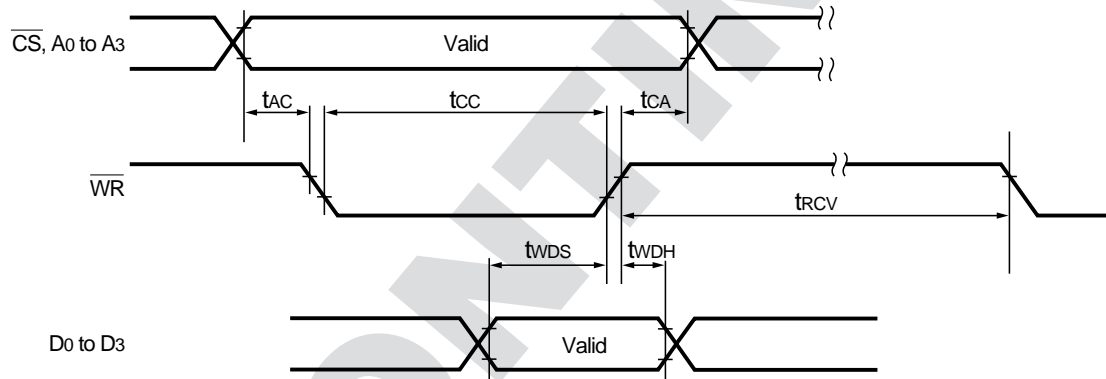 CS, A0 to A3
Valid
tAC
tCC
tCA
WR
tRCV
tWDS
tWDH
D0 to D3
Valid